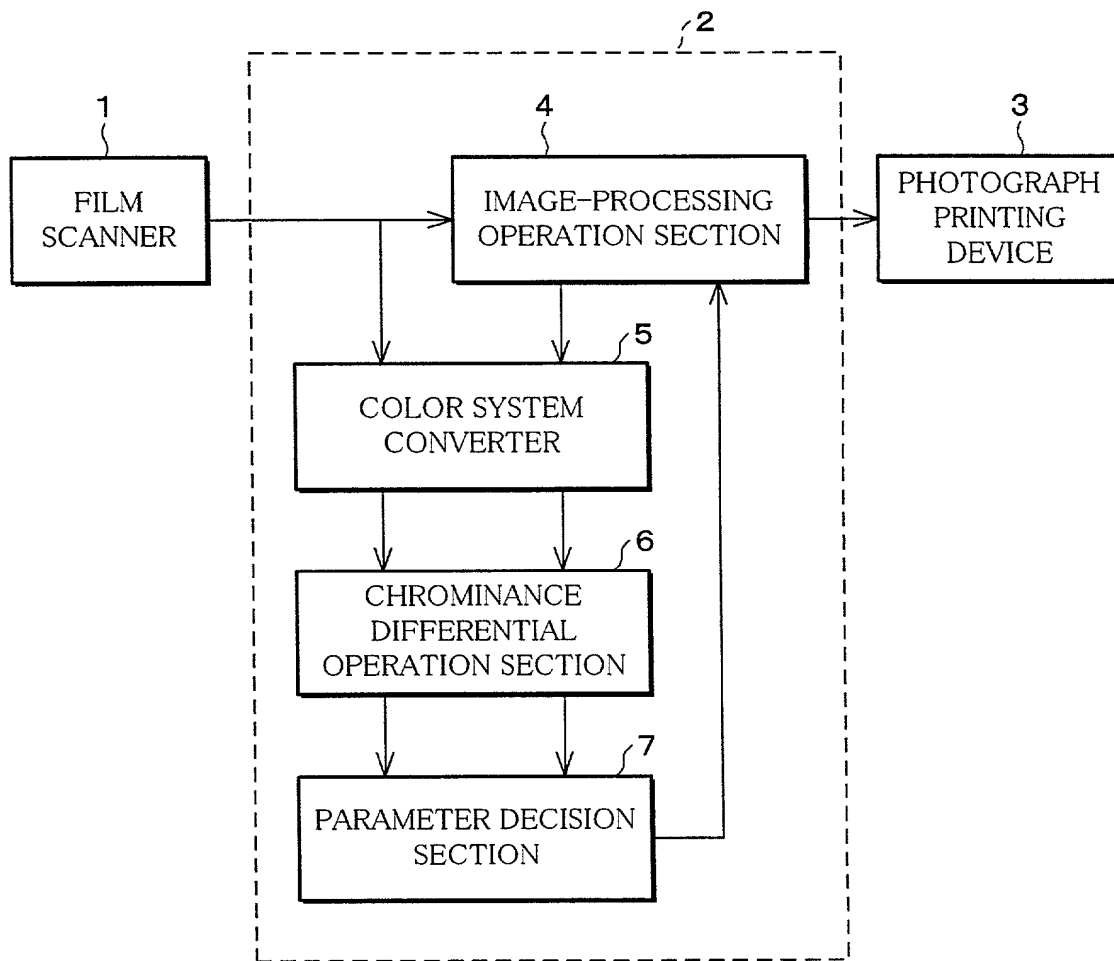 2
1
4
3
FILM
SCANNER
IMAGE-PROCESSING
OPERATION SECTION
PHOTOGRAPH
PRINTING
DEVICE
5
COLOR SYSTEM
CONVERTER
6
CHROMINANCE
DIFFERENTIAL
OPERATION SECTION
7
PARAMETER DECISION
SECTION